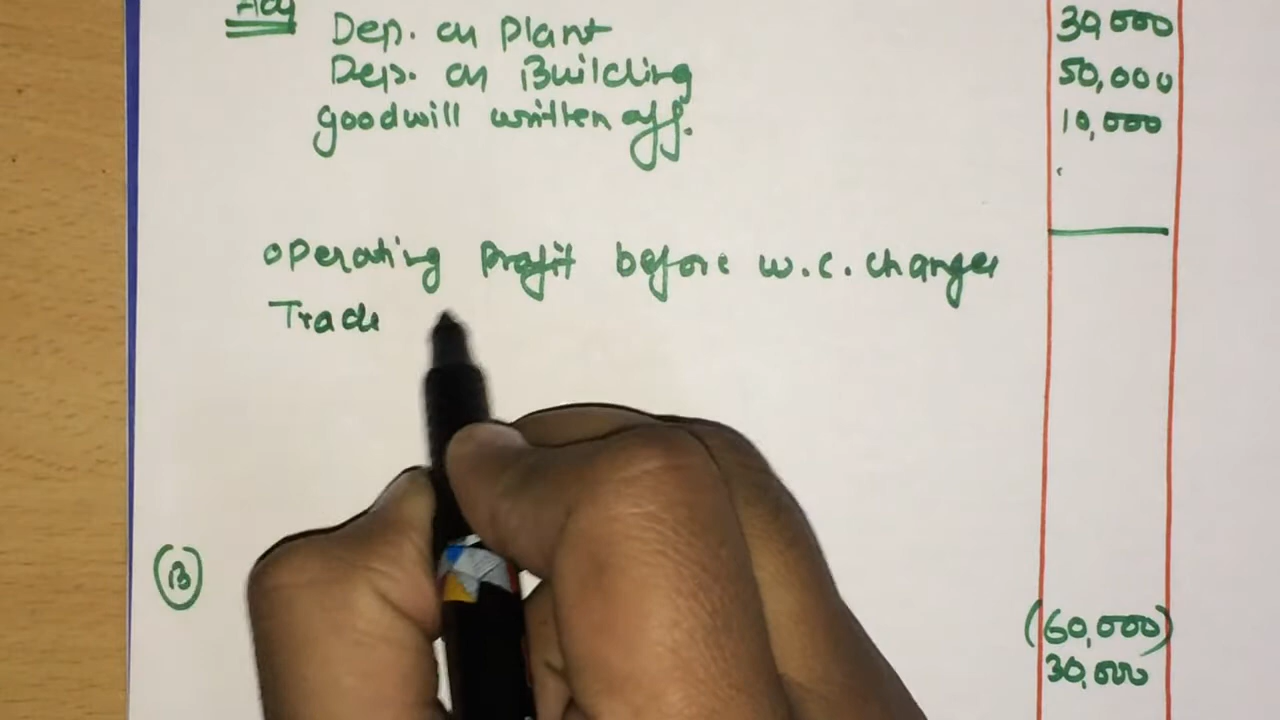 Adj
Dep. on Plant 30,000
Dep. on Building 50,000
goodwill written off. 10,000
Operating Profit before w.c. changes
Trade
B
(60,000)
30,000